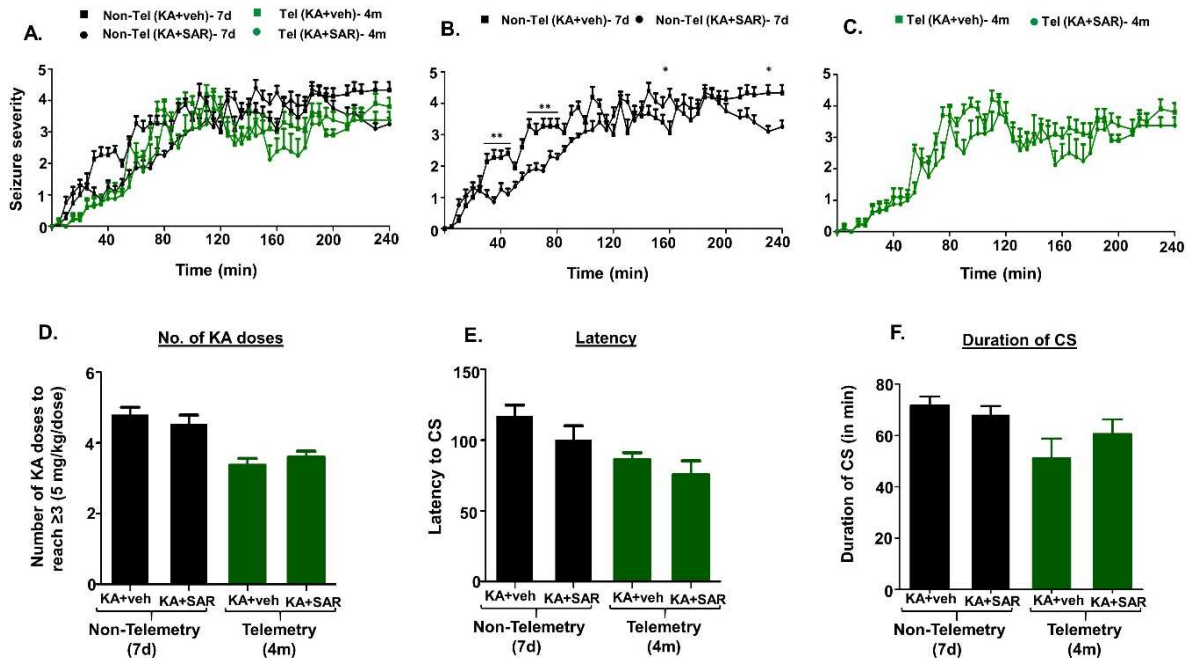 A.
Non-Tel (KA+veh)- 7d
Tel (KA+veh)- 4m
Non-Tel (KA+SAR)- 7d
Tel (KA+SAR)- 4m
Seizure severity
5
4
3
2
1
0
40 80 120 160 200 240
Time (min)
B.
Non-Tel (KA+veh)- 7d
Non-Tel (KA+SAR)- 7d
5
4
3
2
1
0
**
**
*
*
40 80 120 160 200 240
Time (min)
C.
Tel (KA+veh)- 4m
Tel (KA+SAR)- 4m
5
4
3
2
1
0
40 80 120 160 200 240
Time (min)
D.
No. of KA doses
Number of KA doses to
reach ≥3 (5 mg/kg/dose)
6
4
2
0
KA+veh KA+SAR KA+veh KA+SAR
Non-Telemetry Telemetry
(7d) (4m)
E.
Latency
Latency to CS
150
100
50
0
KA+veh KA+SAR KA+veh KA+SAR
Non-Telemetry Telemetry
(7d) (4m)
F.
Duration of CS
Duration of CS (in min)
80
60
40
20
0
KA+veh KA+SAR KA+veh KA+SAR
Non-Telemetry Telemetry
(7d) (4m)